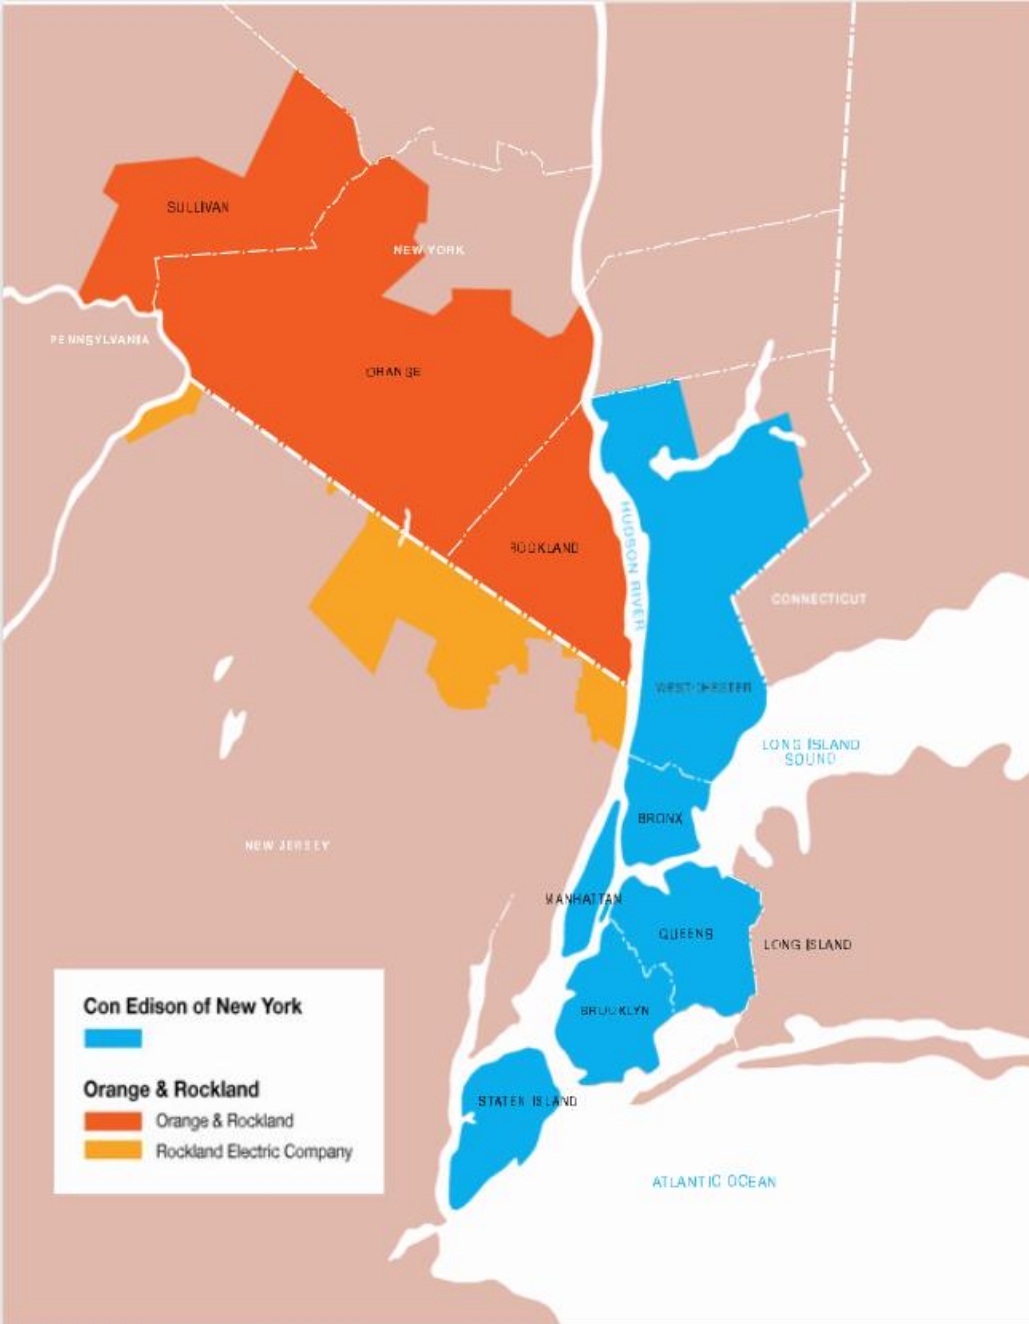 SULLIVAN
NEW YORK
PENNSYLVANIA
ORANGE
HUDSON RIVER
ROCKLAND
CONNECTICUT
WESTCHESTER
LONG ISLAND
SOUND
BRONX
NEW JERSEY
MANHATTAN
QUEENS
LONG ISLAND
BROOKLYN
STATEN ISLAND
ATLANTIC OCEAN
Con Edison of New York
Orange & Rockland
Orange & Rockland
Rockland Electric Company